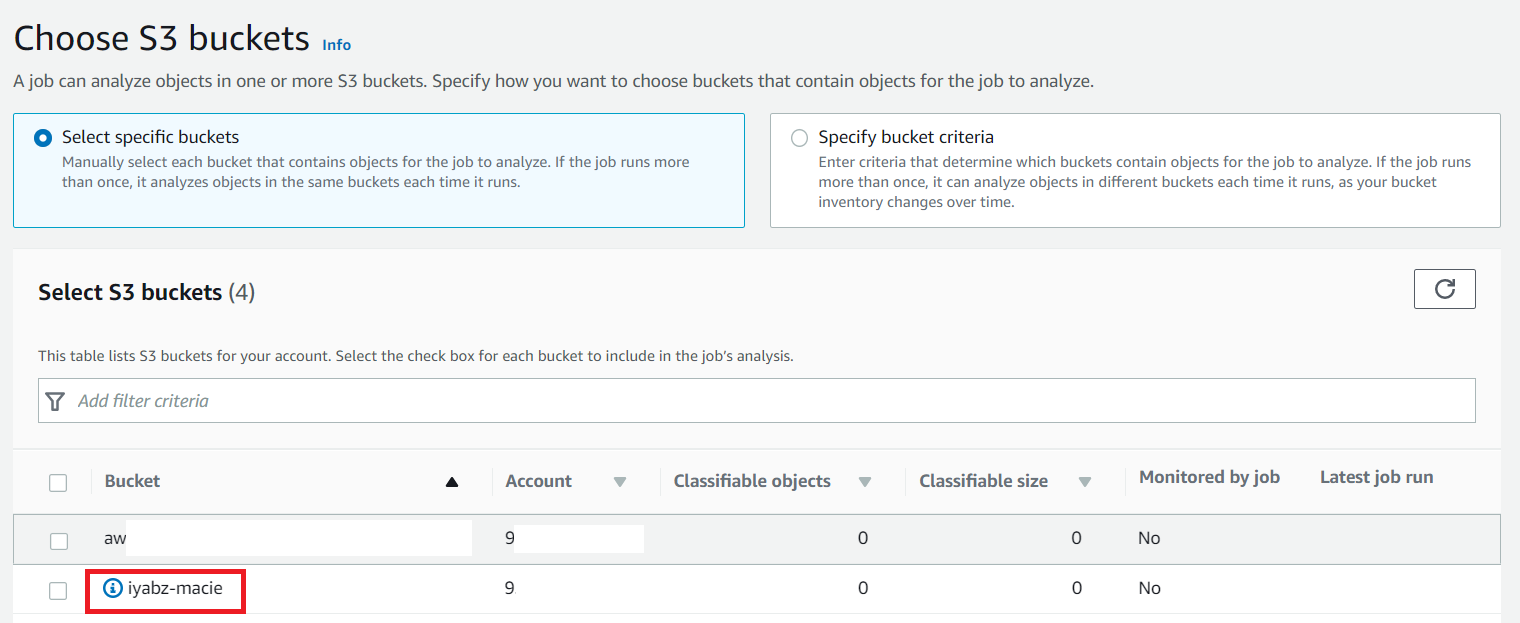 Choose S3 buckets Info
A job can analyze objects in one or more S3 buckets. Specify how you want to choose buckets that contain objects for the job to analyze.
Select specific buckets
Manually select each bucket that contains objects for the job to analyze. If the job runs more
than once, it analyzes objects in the same buckets each time it runs.
Specify bucket criteria
Enter criteria that determine which buckets contain objects for the job to analyze. If the job runs
more than once, it can analyze objects in different buckets each time it runs, as your bucket
inventory changes over time.
Select S3 buckets (4)
This table lists S3 buckets for your account. Select the check box for each bucket to include in the job's analysis.
Add filter criteria
Bucket Account Classifiable objects Classifiable size Monitored by job Latest job run
aw 9 0 0 No
iyabz-macie 9 0 0 No